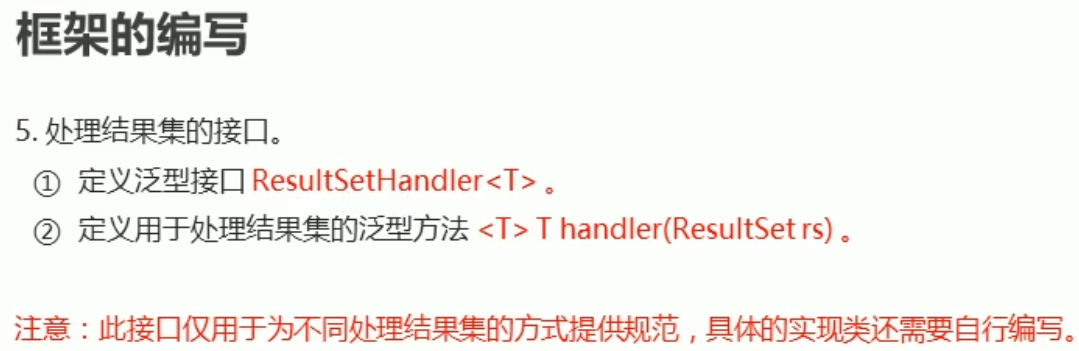 框架的编写
5. 处理结果集的接口。
① 定义泛型接口 ResultSetHandler<T> 。
② 定义用于处理结果集的泛型方法 <T> T handler(ResultSet rs) 。
注意：此接口仅用于为不同处理结果集的方式提供规范，具体的实现类还需要自行编写。